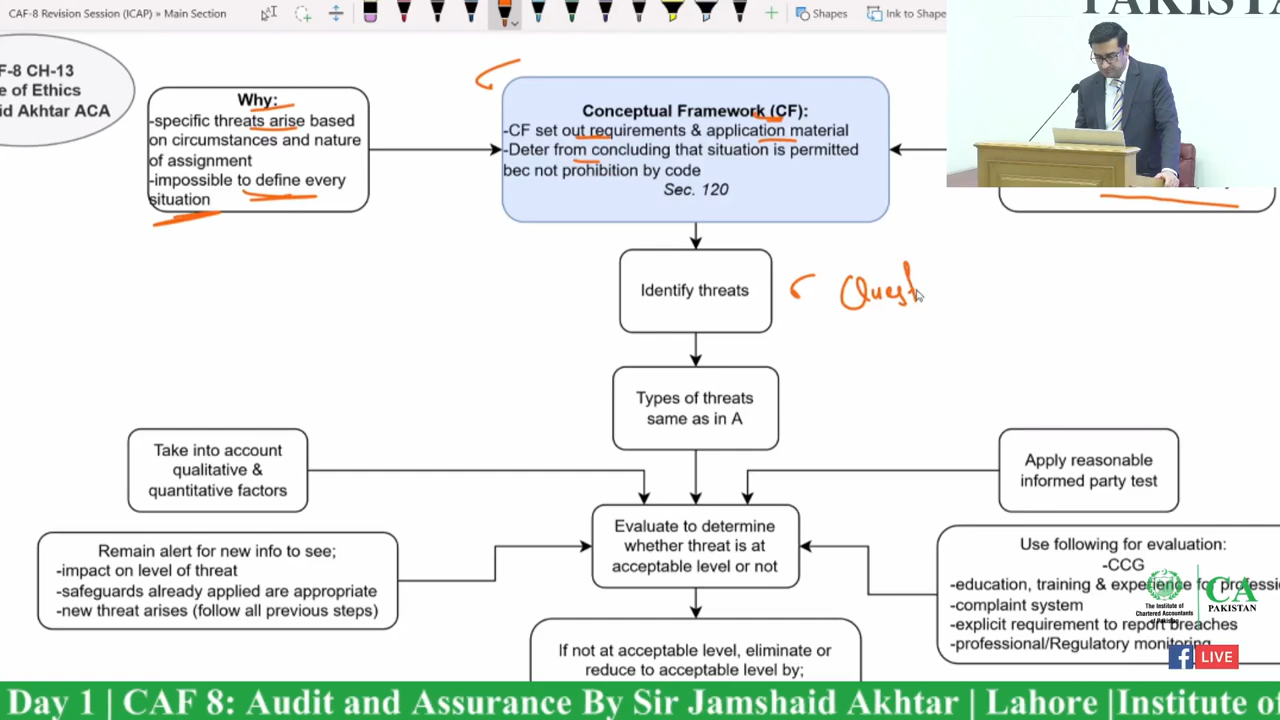 CAF-8 Revision Session (ICAP) » Main Section
Shapes
Ink to Shape
PAKISTA
F-8 CH-13
e of Ethics
id Akhtar ACA
Why:
-specific threats arise based
on circumstances and nature
of assignment
-impossible to define every
situation
Conceptual Framework (CF):
-CF set out requirements & application material
-Deter from concluding that situation is permitted
bec not prohibition by code
Sec. 120
Identify threats
Quest
Types of threats
same as in A
Take into account
qualitative &
quantitative factors
Apply reasonable
informed party test
Evaluate to determine
whether threat is at
acceptable level or not
Remain alert for new info to see;
-impact on level of threat
-safeguards already applied are appropriate
-new threat arises (follow all previous steps)
Use following for evaluation:
-CCG
-education, training & experience for professi
-complaint system
-explicit requirement to report breaches
-professional/Regulatory monitoring
The Institute of
Chartered Accountants
of Pakistan
CA
PAKISTAN
If not at acceptable level, eliminate or
reduce to acceptable level by;
f LIVE
Day 1 | CAF 8: Audit and Assurance By Sir Jamshaid Akhtar | Lahore |Institute of